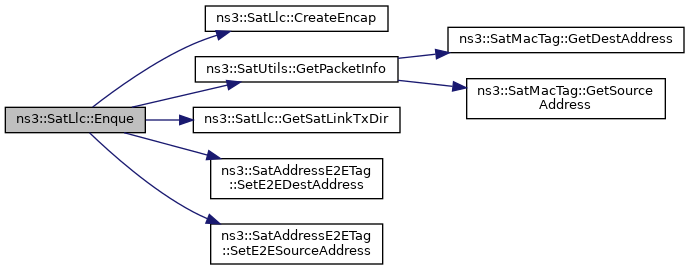 ns3::SatLlc::Enque
ns3::SatLlc::CreateEncap
ns3::SatUtils::GetPacketInfo
ns3::SatMacTag::GetDestAddress
ns3::SatMacTag::GetSource
Address
ns3::SatLlc::GetSatLinkTxDir
ns3::SatAddressE2ETag
::SetE2EDestAddress
ns3::SatAddressE2ETag
::SetE2ESourceAddress